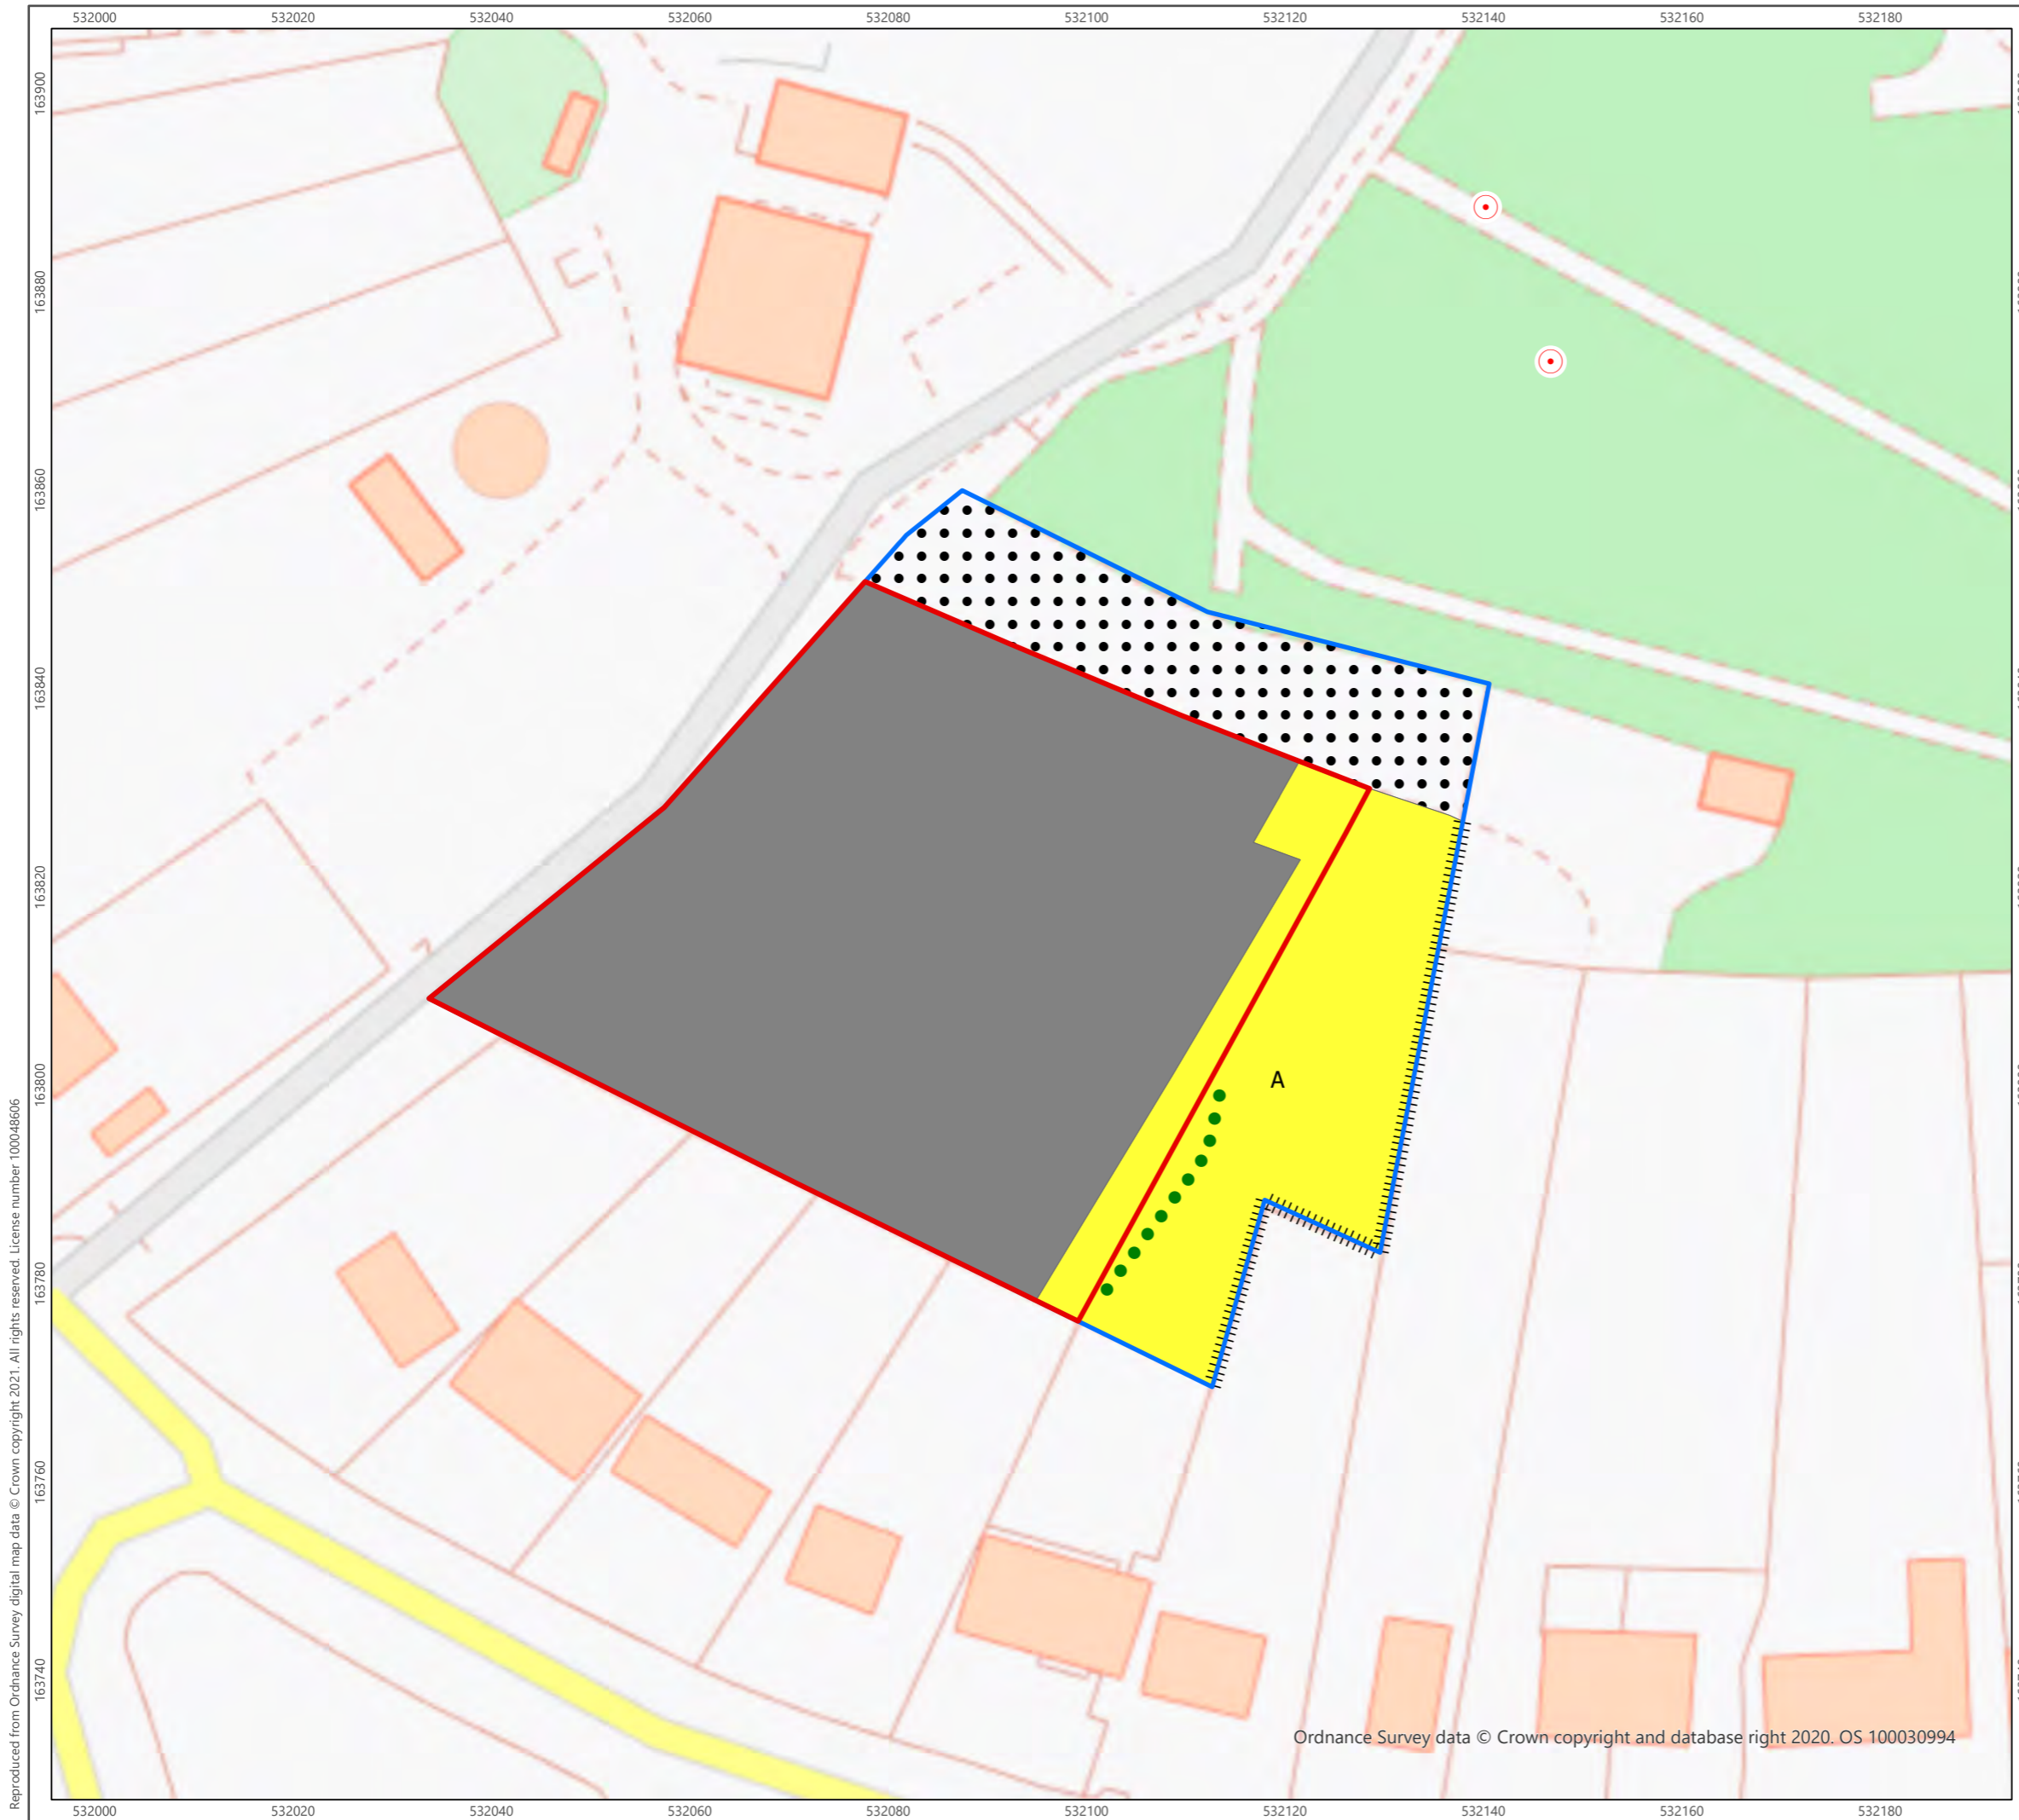 532000 532020 532040 532060 532080 532100 532120 532140 532160 532180
163900
163880
163860
163840
163820
163800
163780
163760
163740
A
Reproduced from Ordnance Survey digital map data © Crown copyright 2021. All rights reserved. License number 100048606
Ordnance Survey data © Crown copyright and database right 2020. OS 100030994
532000 532020 532040 532060 532080 532100 532120 532140 532160 532180